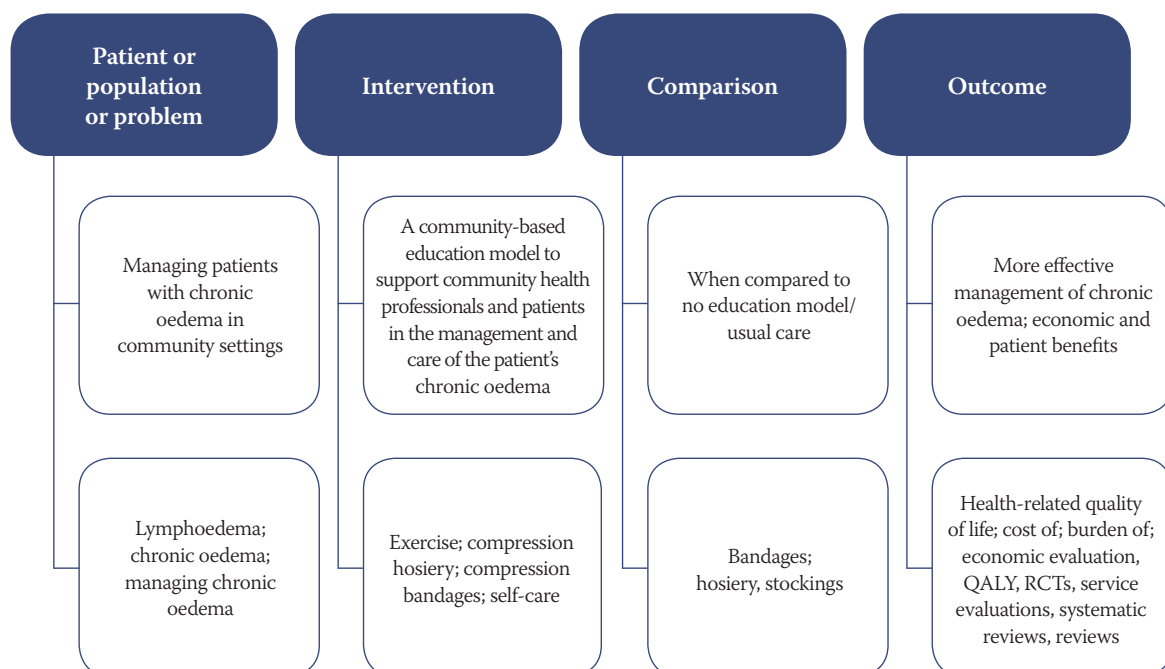 Patient or
population
or problem
Intervention
Comparison
Outcome
Managing patients
with chronic
oedema in
community settings
A community-based
education model to
support community health
professionals and patients
in the management and
care of the patient’s
chronic oedema
When compared to
no education model/
usual care
More effective
management of chronic
oedema; economic and
patient benefits
Lymphoedema;
chronic oedema;
managing chronic
oedema
Exercise; compression
hosiery; compression
bandages; self-care
Bandages;
hosiery, stockings
Health-related quality
of life; cost of; burden of;
economic evaluation,
QALY, RCTs, service
evaluations, systematic
reviews, reviews